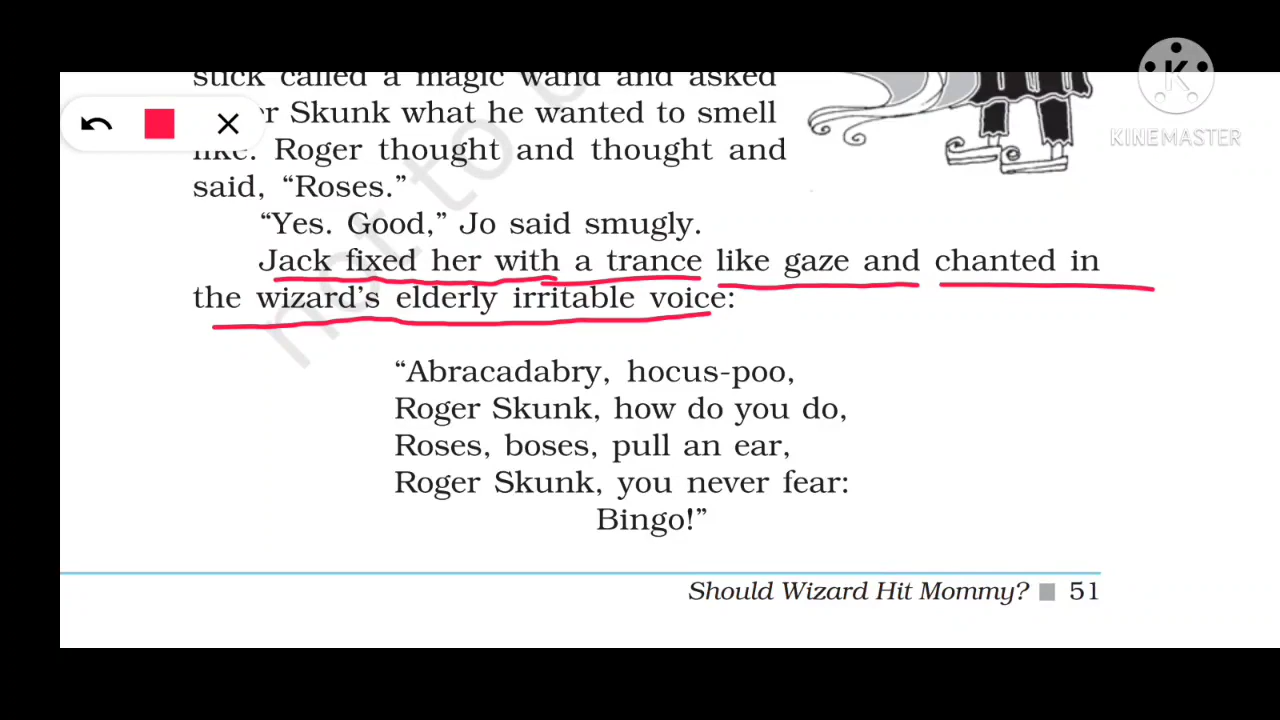 stick called a magic wand and asked
er Skunk what he wanted to smell
like. Roger thought and thought and
said, “Roses.”
“Yes. Good,” Jo said smugly.
Jack fixed her with a trance like gaze and chanted in
the wizard’s elderly irritable voice:
“Abracadabry, hocus-poo,
Roger Skunk, how do you do,
Roses, boses, pull an ear,
Roger Skunk, you never fear:
Bingo!”
Should Wizard Hit Mommy? 51
K
KINEMASTER
not to